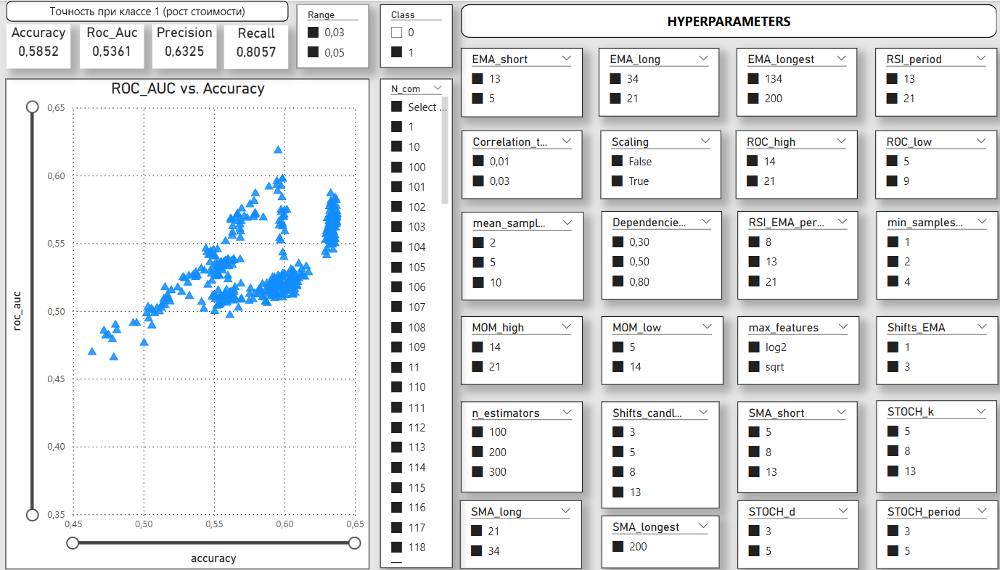 Точность при классе 1 (рост стоимости)
Accuracy
0,5852
Roc_Auc
0,5361
Precision
0,6325
Recall
0,8057
Range
0,03
0,05
Class
0
1
ROC_AUC vs. Accuracy
0,65
0,60
0,55
0,50
0,45
0,40
0,35
roc_auc
0,45
0,50
0,55
0,60
0,65
accuracy
N_com
Select ...
1
10
100
101
102
103
104
105
106
107
108
109
11
110
111
112
113
114
115
116
117
118
HYPERPARAMETERS
EMA_short
13
5
EMA_long
34
21
EMA_longest
134
200
RSI_period
13
21
Correlation_t...
0,01
0,03
Scaling
False
True
ROC_high
14
21
ROC_low
5
9
mean_sampl...
2
5
10
Dependencie...
0,30
0,50
0,80
RSI_EMA_per...
8
13
21
min_samples...
1
2
4
MOM_high
14
21
MOM_low
5
14
max_features
log2
sqrt
Shifts_EMA
1
3
n_estimators
100
200
300
Shifts_candl...
3
5
8
13
SMA_short
5
8
13
STOCH_k
5
8
13
SMA_long
21
34
SMA_longest
200
STOCH_d
3
5
STOCH_period
3
5